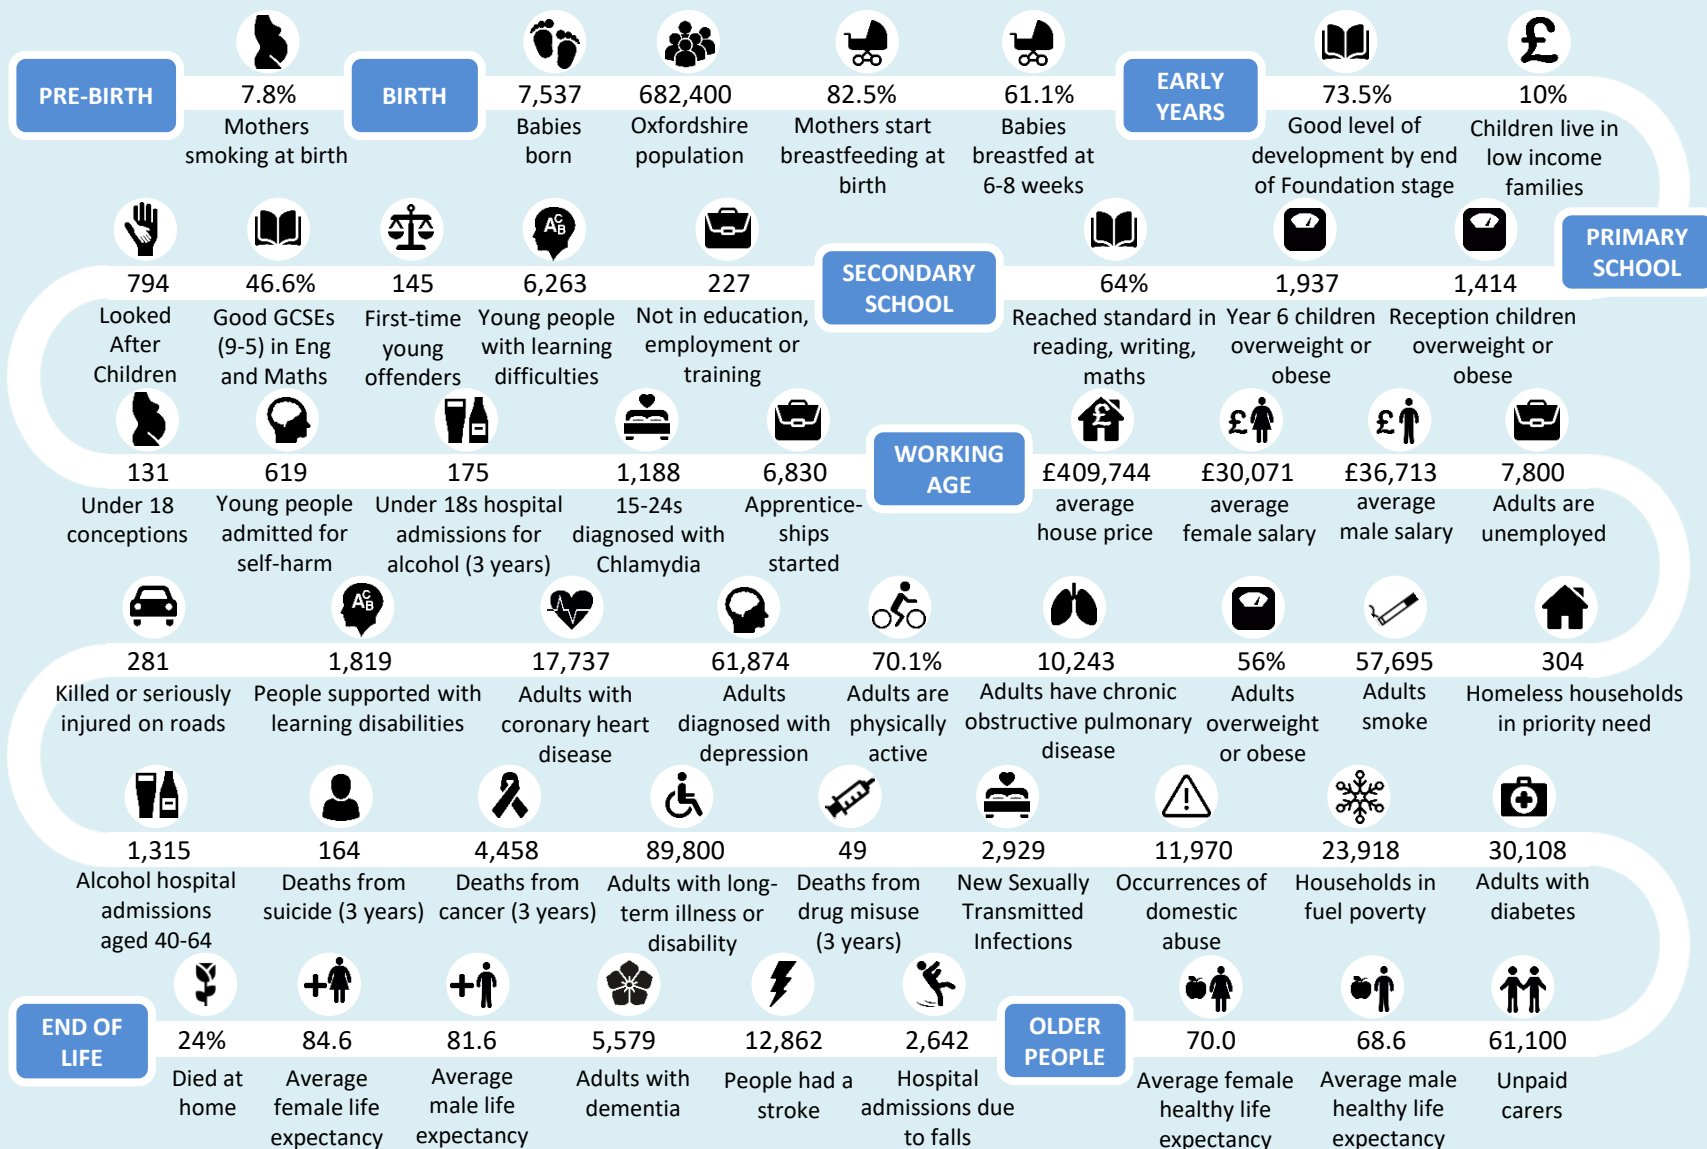 PRE-BIRTH
7.8%
Mothers
smoking at birth
BIRTH
7,537
Babies
born
682,400
Oxfordshire
population
82.5%
Mothers start
breastfeeding at
birth
61.1%
Babies
breastfed at
6-8 weeks
EARLY
YEARS
73.5%
Good level of
development by end
of Foundation stage
£
10%
Children live in
low income
families
PRIMARY
SCHOOL
1,414
Reception children
overweight or
obese
1,937
Year 6 children
overweight or
obese
64%
Reached standard in
reading, writing,
maths
SECONDARY
SCHOOL
227
Not in education,
employment or
training
ACB
6,263
Young people
with learning
difficulties
145
First-time
young
offenders
46.6%
Good GCSEs
(9-5) in Eng
and Maths
794
Looked
After
Children
131
Under 18
conceptions
619
Young people
admitted for
self-harm
175
Under 18s hospital
admissions for
alcohol (3 years)
1,188
15-24s
diagnosed with
Chlamydia
6,830
Apprentice-
ships
started
WORKING
AGE
£
£409,744
average
house price
£
£30,071
average
female salary
£
£36,713
average
male salary
7,800
Adults are
unemployed
304
Homeless households
in priority need
57,695
Adults
smoke
56%
Adults
overweight
or obese
10,243
Adults have chronic
obstructive pulmonary
disease
70.1%
Adults are
physically
active
61,874
Adults
diagnosed with
depression
17,737
Adults with
coronary heart
disease
ACB
1,819
People supported with
learning disabilities
281
Killed or seriously
injured on roads
1,315
Alcohol hospital
admissions
aged 40-64
164
Deaths from
suicide (3 years)
4,458
Deaths from
cancer (3 years)
89,800
Adults with long-
term illness or
disability
49
Deaths from
drug misuse
(3 years)
2,929
New Sexually
Transmitted
Infections
11,970
Occurrences of
domestic
abuse
23,918
Households in
fuel poverty
30,108
Adults with
diabetes
61,100
Unpaid
carers
68.6
Average male
healthy life
expectancy
70.0
Average female
healthy life
expectancy
OLDER
PEOPLE
2,642
Hospital
admissions due
to falls
12,862
People had a
stroke
5,579
Adults with
dementia
81.6
Average
male life
expectancy
84.6
Average
female life
expectancy
24%
Died at
home
END OF
LIFE